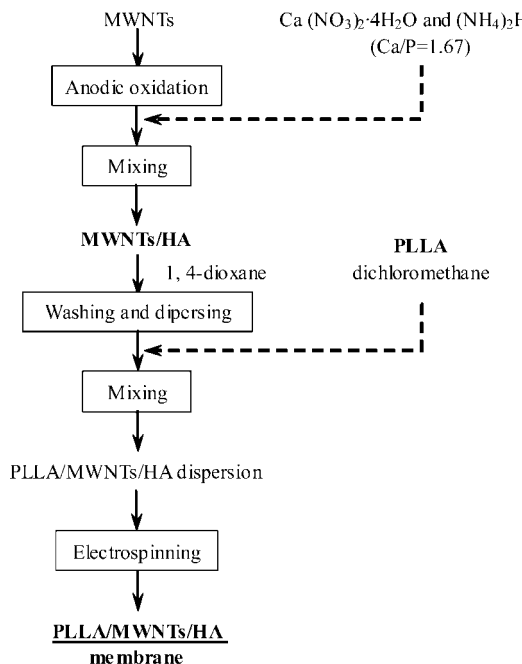 MWNTs
Ca (NO₃)₂·4H₂O and (NH₄)₂H
(Ca/P=1.67)
Anodic oxidation
Mixing
MWNTs/HA
PLLA
1, 4-dioxane
dichloromethane
Washing and dipersing
Mixing
PLLA/MWNTs/HA dispersion
Electrospinning
PLLA/MWNTs/HA
membrane